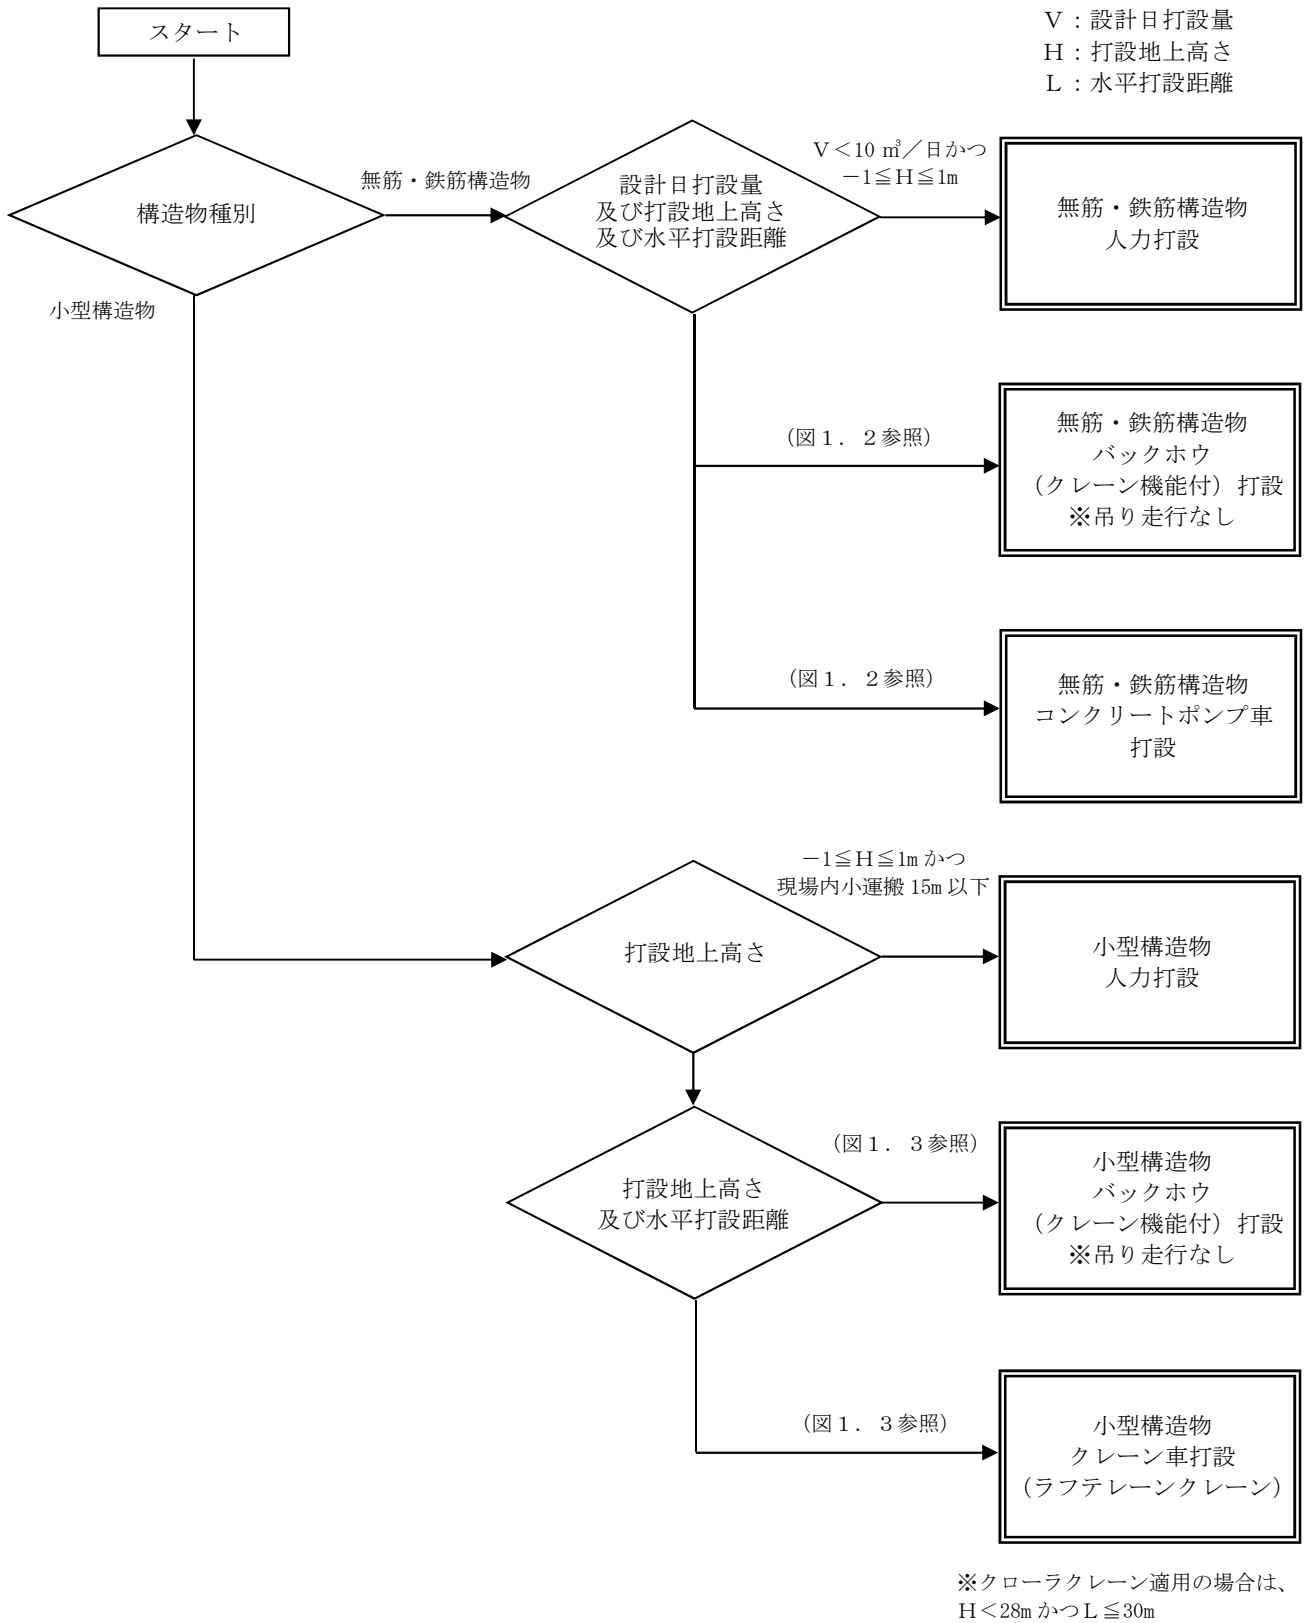 スタート
V：設計日打設量
H：打設地上高さ
L：水平打設距離
構造物種別
無筋・鉄筋構造物
小型構造物
設計日打設量
及び打設地上高さ
及び水平打設距離
V＜10 ㎥／日かつ
－1≦H≦1m
無筋・鉄筋構造物
人力打設
（図１．２参照）
無筋・鉄筋構造物
バックホウ
（クレーン機能付）打設
※吊り走行なし
（図１．２参照）
無筋・鉄筋構造物
コンクリートポンプ車
打設
打設地上高さ
－1≦H≦1m かつ
現場内小運搬 15m 以下
小型構造物
人力打設
打設地上高さ
及び水平打設距離
（図１．３参照）
小型構造物
バックホウ
（クレーン機能付）打設
※吊り走行なし
（図１．３参照）
小型構造物
クレーン車打設
（ラフテレーンクレーン）
※クローラクレーン適用の場合は、
H＜28m かつ L≦30m